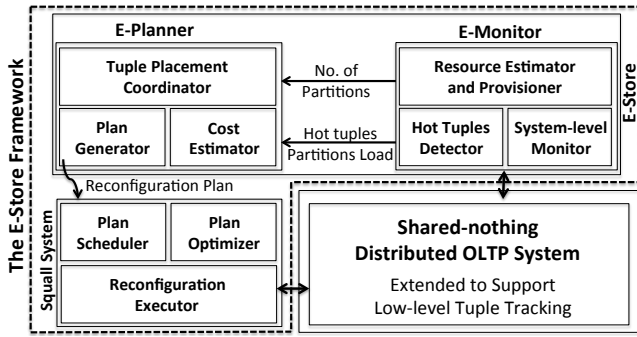 The E-Store Framework
E-Planner
Tuple Placement
Coordinator
Plan
Generator
Cost
Estimator
No. of
Partitions
Hot tuples
Partitions Load
E-Monitor
Resource Estimator
and Provisioner
Hot Tuples
Detector
System-level
Monitor
E-Store
Reconfiguration Plan
Squall System
Plan
Scheduler
Plan
Optimizer
Reconfiguration
Executor
Shared-nothing
Distributed OLTP System
Extended to Support
Low-level Tuple Tracking